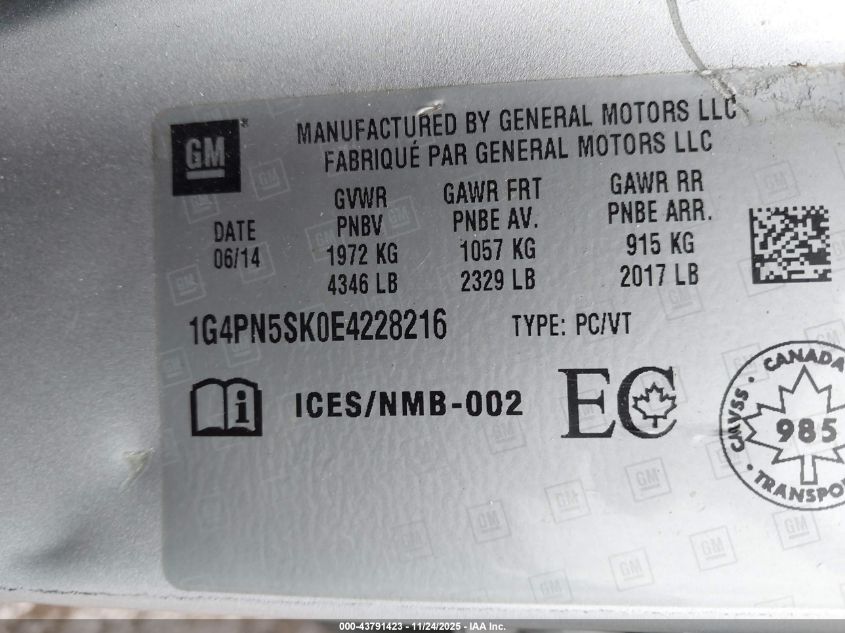 GM
MANUFACTURED BY GENERAL MOTORS LLC
FABRIQUÉ PAR GENERAL MOTORS LLC
DATE
06/14
GVWR
PNBV
1972 KG
4346 LB
GAWR FRT
PNBE AV.
1057 KG
2329 LB
GAWR RR
PNBE ARR.
915 KG
2017 LB
1G4PN5SK0E4228216 TYPE: PC/VT
i ICES/NMB-002 EC
CANADA
CMVSS
985
TRANSPO
000-43791423 - 11/24/2025 - IAA Inc.